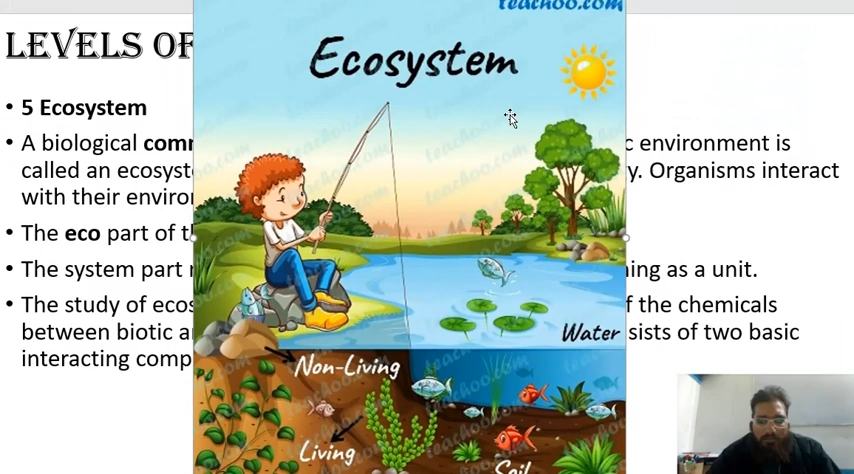 LEVELS OF
teachoo.com
Ecosystem
• 5 Ecosystem
• A biological c environment is
called an ecosyst y. Organisms interact
with their enviro
• The eco part of t
• The system part ning as a unit.
• The study of ecos f the chemicals
between biotic a sists of two basic
interacting comp
Water
Non-Living
Living
Soil